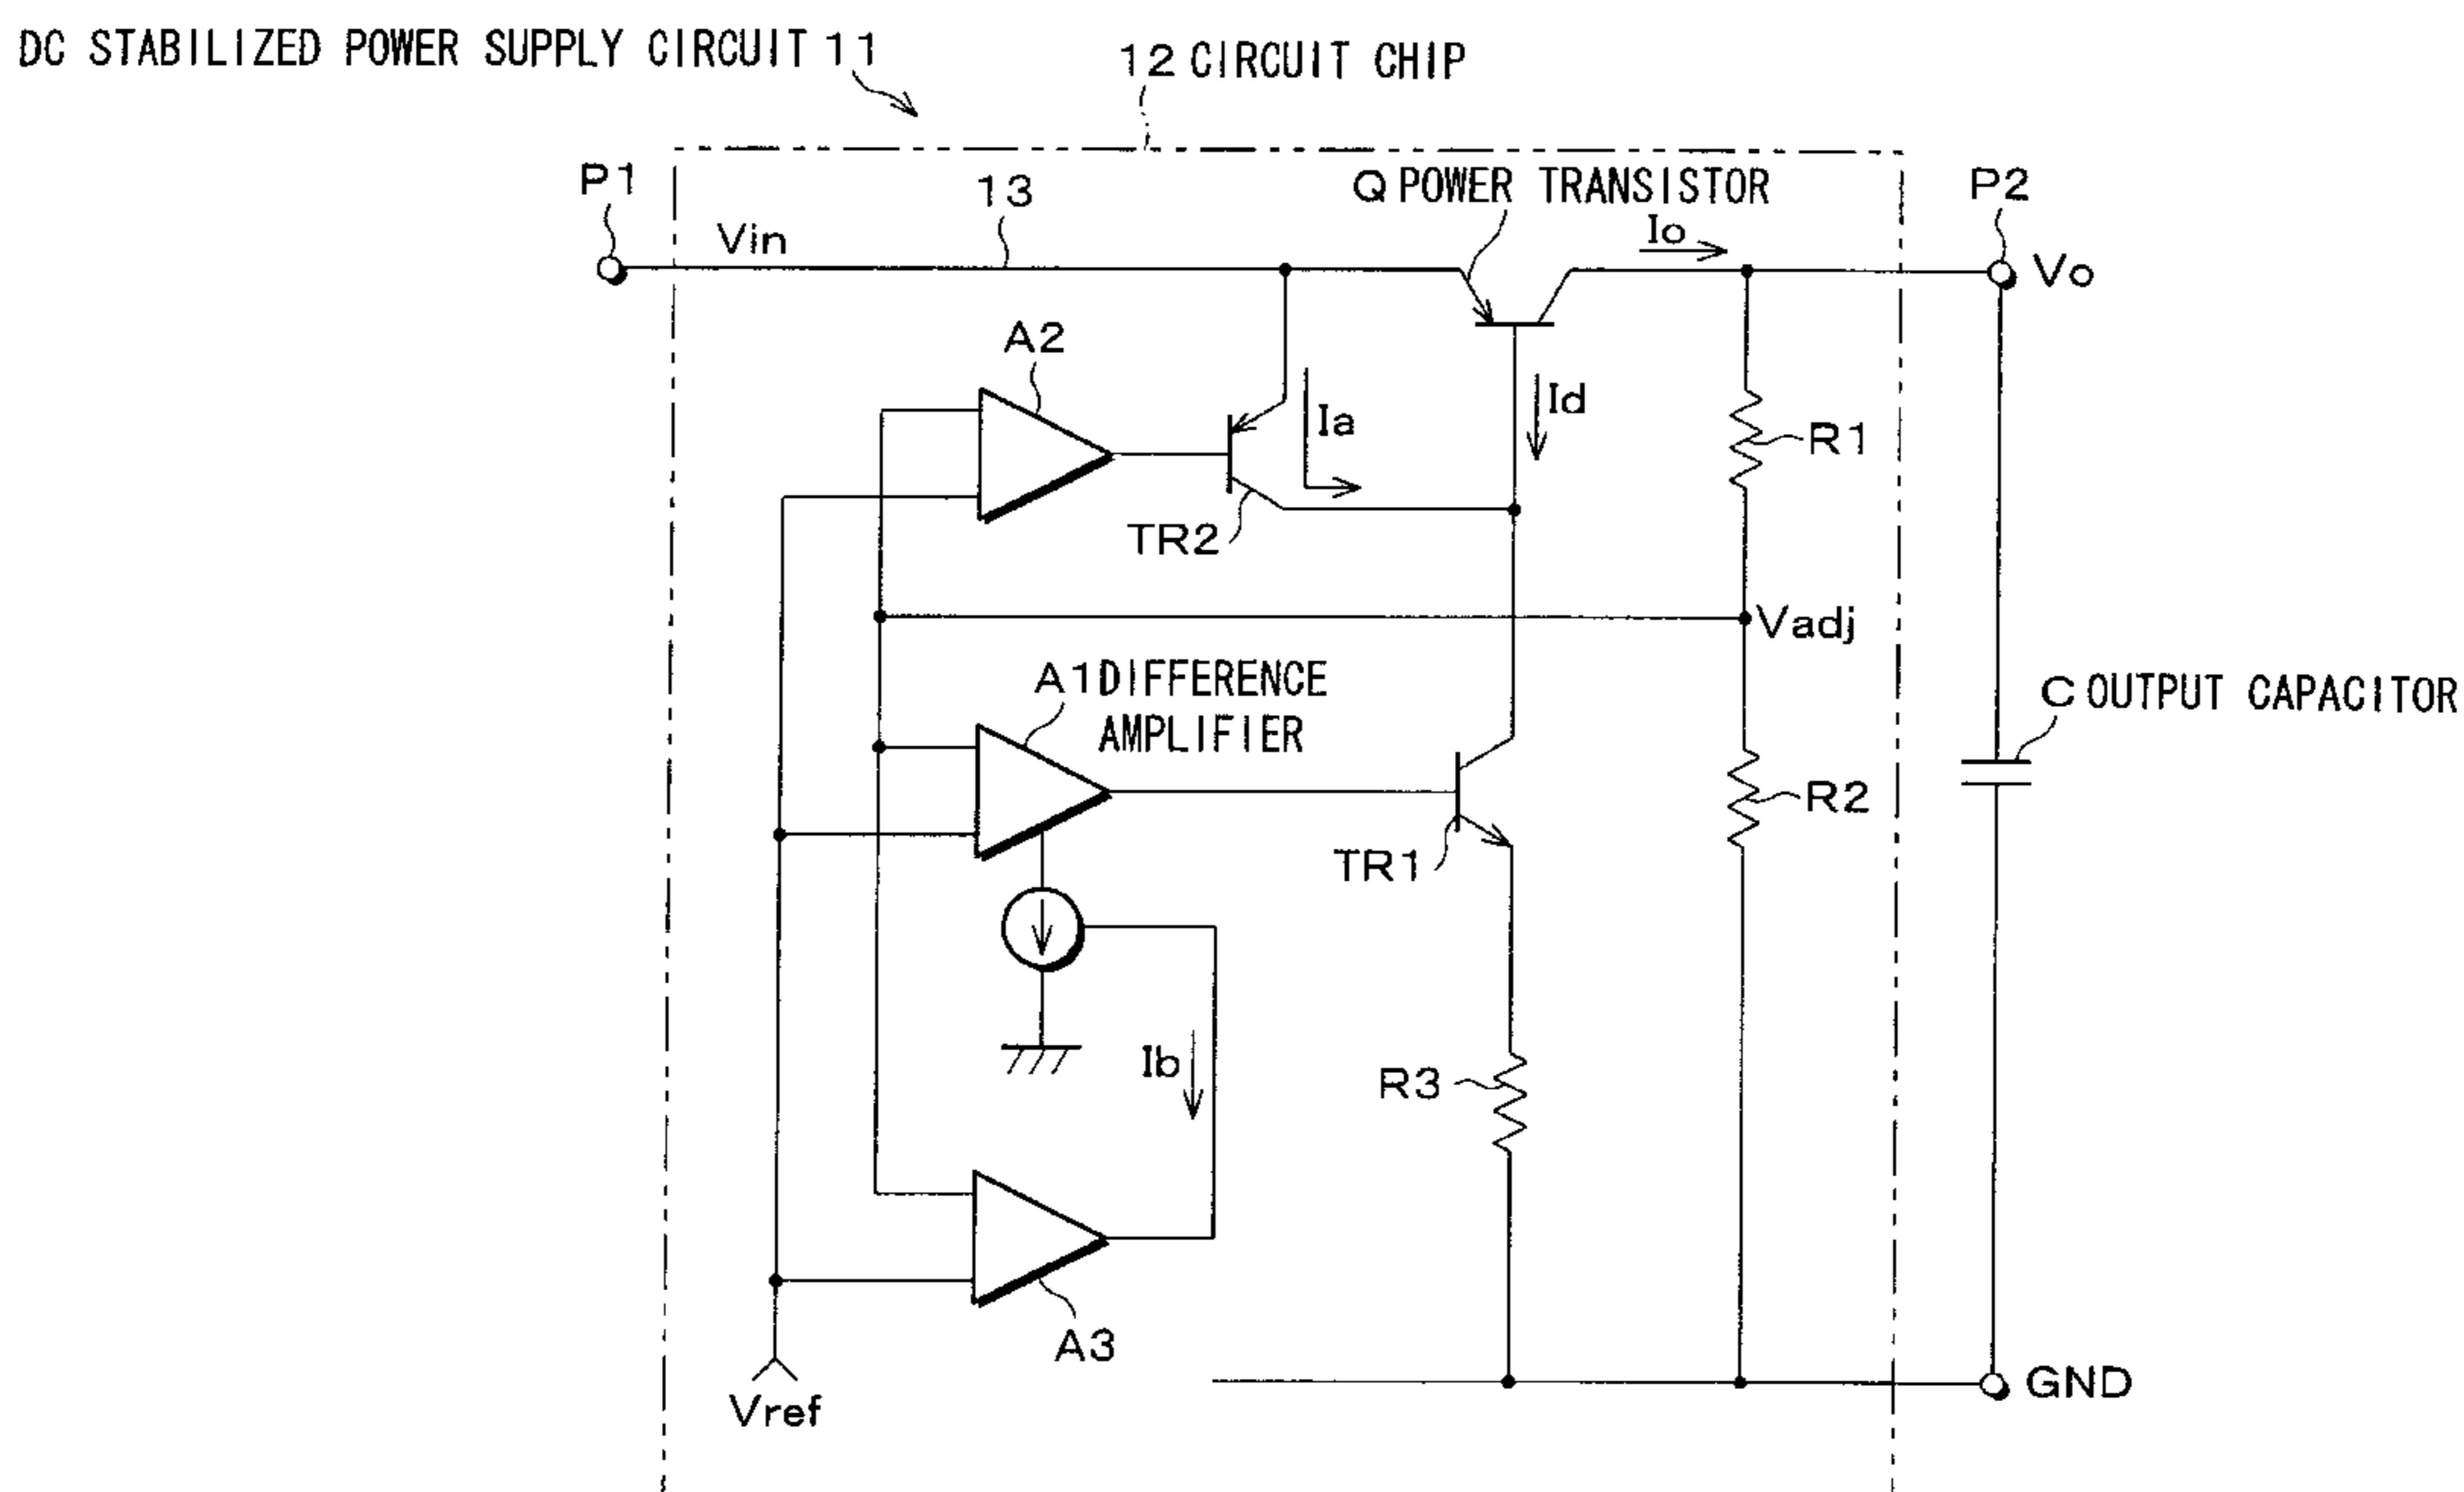 DC STABILIZED POWER SUPPLY CIRCUIT 11
12 CIRCUIT CHIP
P1
13
Q POWER TRANSISTOR
P2
Vin
Io
Vo
A2
Ia
Id
R1
TR2
Vadj
A1 DIFFERENCE
AMPLIFIER
C OUTPUT CAPACITOR
R2
TR1
Ib
R3
A3
Vref
GND